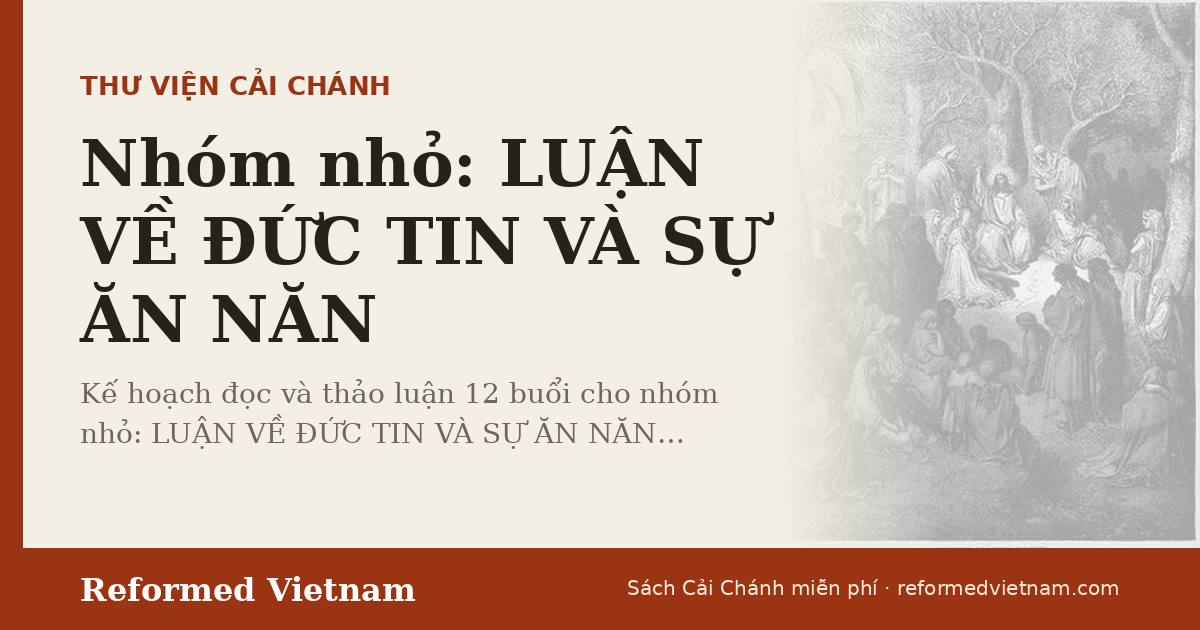 THƯ VIỆN CẢI CHÁNH
Nhóm nhỏ: LUẬN
VỀ ĐỨC TIN VÀ SỰ
ĂN NĂN
Kế hoạch đọc và thảo luận 12 buổi cho nhóm
nhỏ: LUẬN VỀ ĐỨC TIN VÀ SỰ ĂN NĂN...
Reformed Vietnam
Sách Cải Chánh miễn phí · reformedvietnam.com